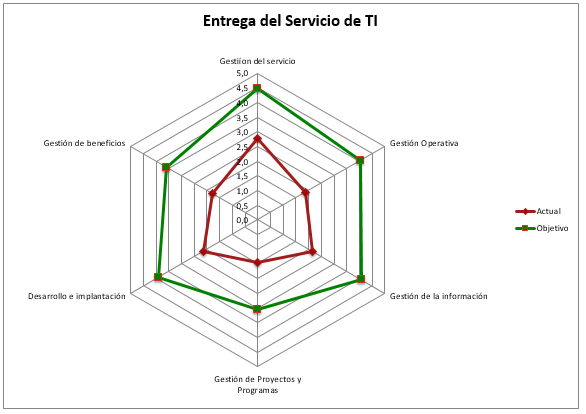 Entrega del Servicio de TI
Gestiíon del servicio
5,0
4,5
4,0
3,5
3,0
2,5
2,0
1,5
1,0
0,5
0,0
Gestión de beneficios
Gestión Operativa
Actual
Objetivo
Desarrollo e implantación
Gestión de la información
Gestión de Proyectos y
Programas